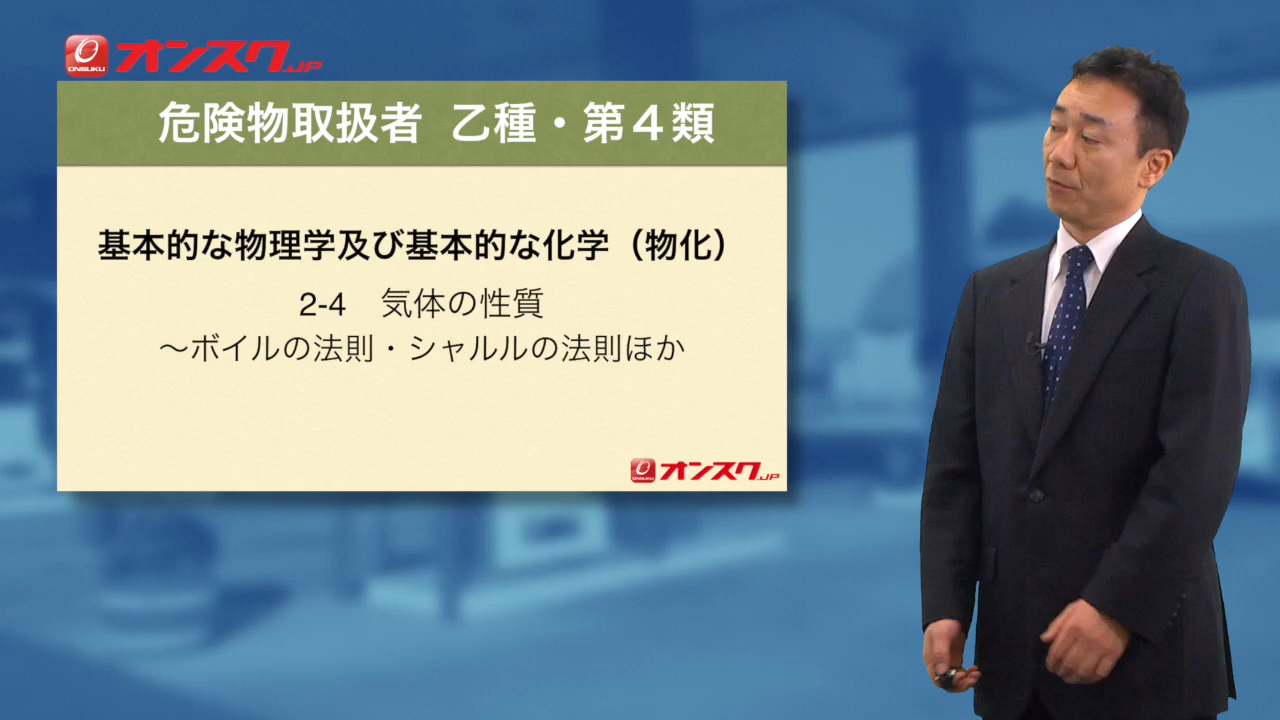 ONSUKU オンスク.JP
危険物取扱者 乙種・第４類
基本的な物理学及び基本的な化学（物化）
2-4 気体の性質
～ボイルの法則・シャルルの法則ほか
ONSUKU オンスク.JP